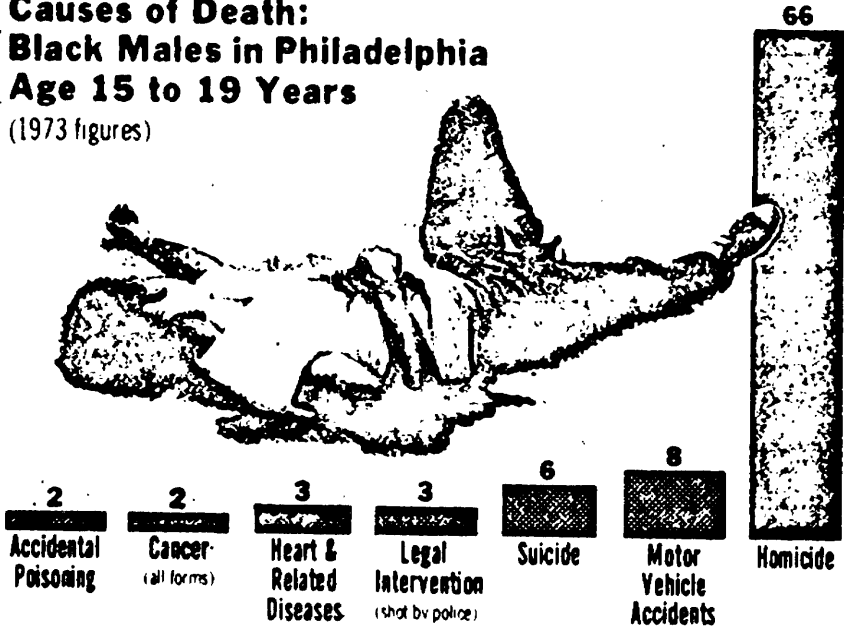 Causes of Death:
Black Males in Philadelphia
Age 15 to 19 Years
(1973 figures)
66
2
2
3
3
6
8
Accidental
Poisoning
Cancer
(all forms)
Heart &
Related
Diseases
Legal
Intervention
(shot by police)
Suicide
Motor
Vehicle
Accidents
Homicide